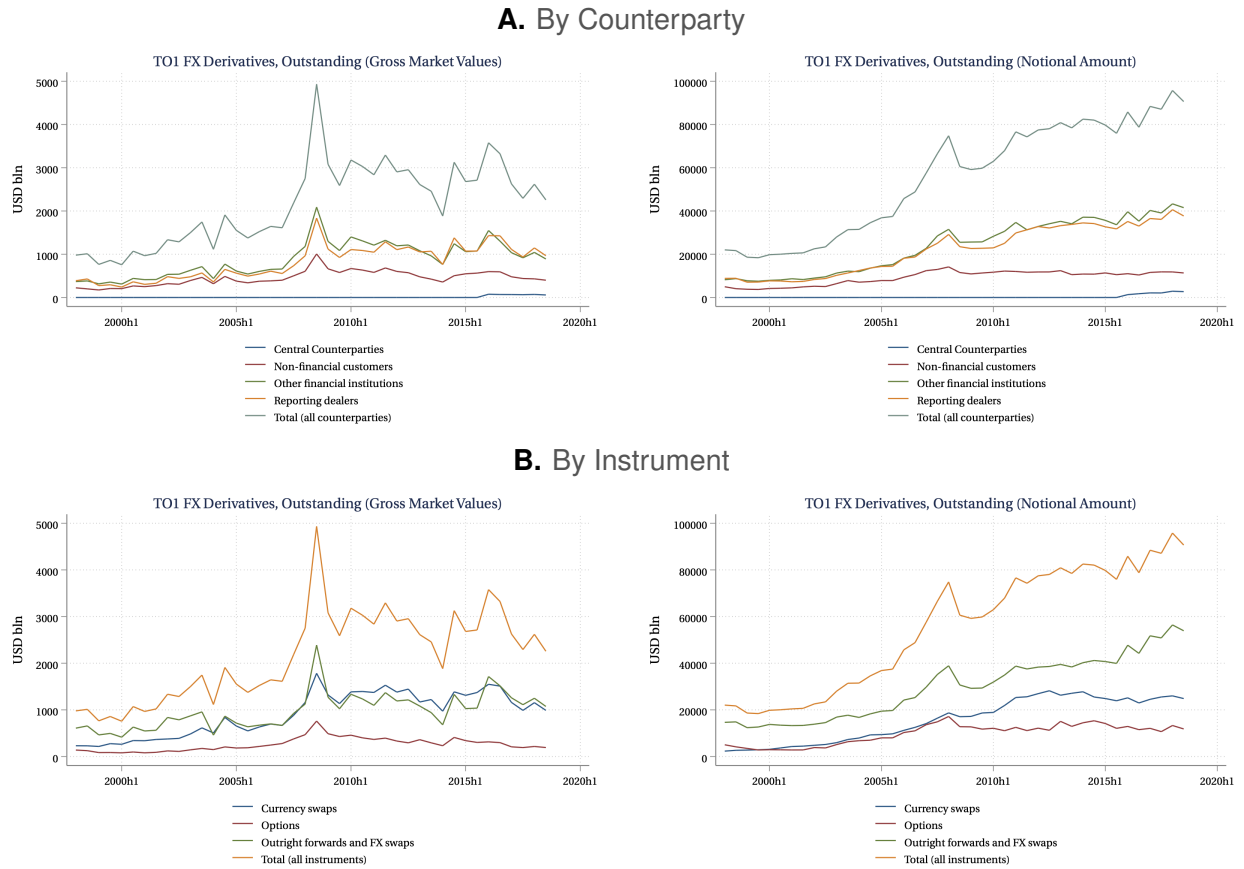 A. By Counterparty
TO1 FX Derivatives, Outstanding (Gross Market Values)
5000
4000
3000
2000
1000
0
USD bln
2000h1 2005h1 2010h1 2015h1 2020h1
Central Counterparties
Non-financial customers
Other financial institutions
Reporting dealers
Total (all counterparties)
TO1 FX Derivatives, Outstanding (Notional Amount)
100000
80000
60000
40000
20000
0
USD bln
2000h1 2005h1 2010h1 2015h1 2020h1
Central Counterparties
Non-financial customers
Other financial institutions
Reporting dealers
Total (all counterparties)
B. By Instrument
TO1 FX Derivatives, Outstanding (Gross Market Values)
5000
4000
3000
2000
1000
0
USD bln
2000h1 2005h1 2010h1 2015h1 2020h1
Currency swaps
Options
Outright forwards and FX swaps
Total (all instruments)
TO1 FX Derivatives, Outstanding (Notional Amount)
100000
80000
60000
40000
20000
0
USD bln
2000h1 2005h1 2010h1 2015h1 2020h1
Currency swaps
Options
Outright forwards and FX swaps
Total (all instruments)